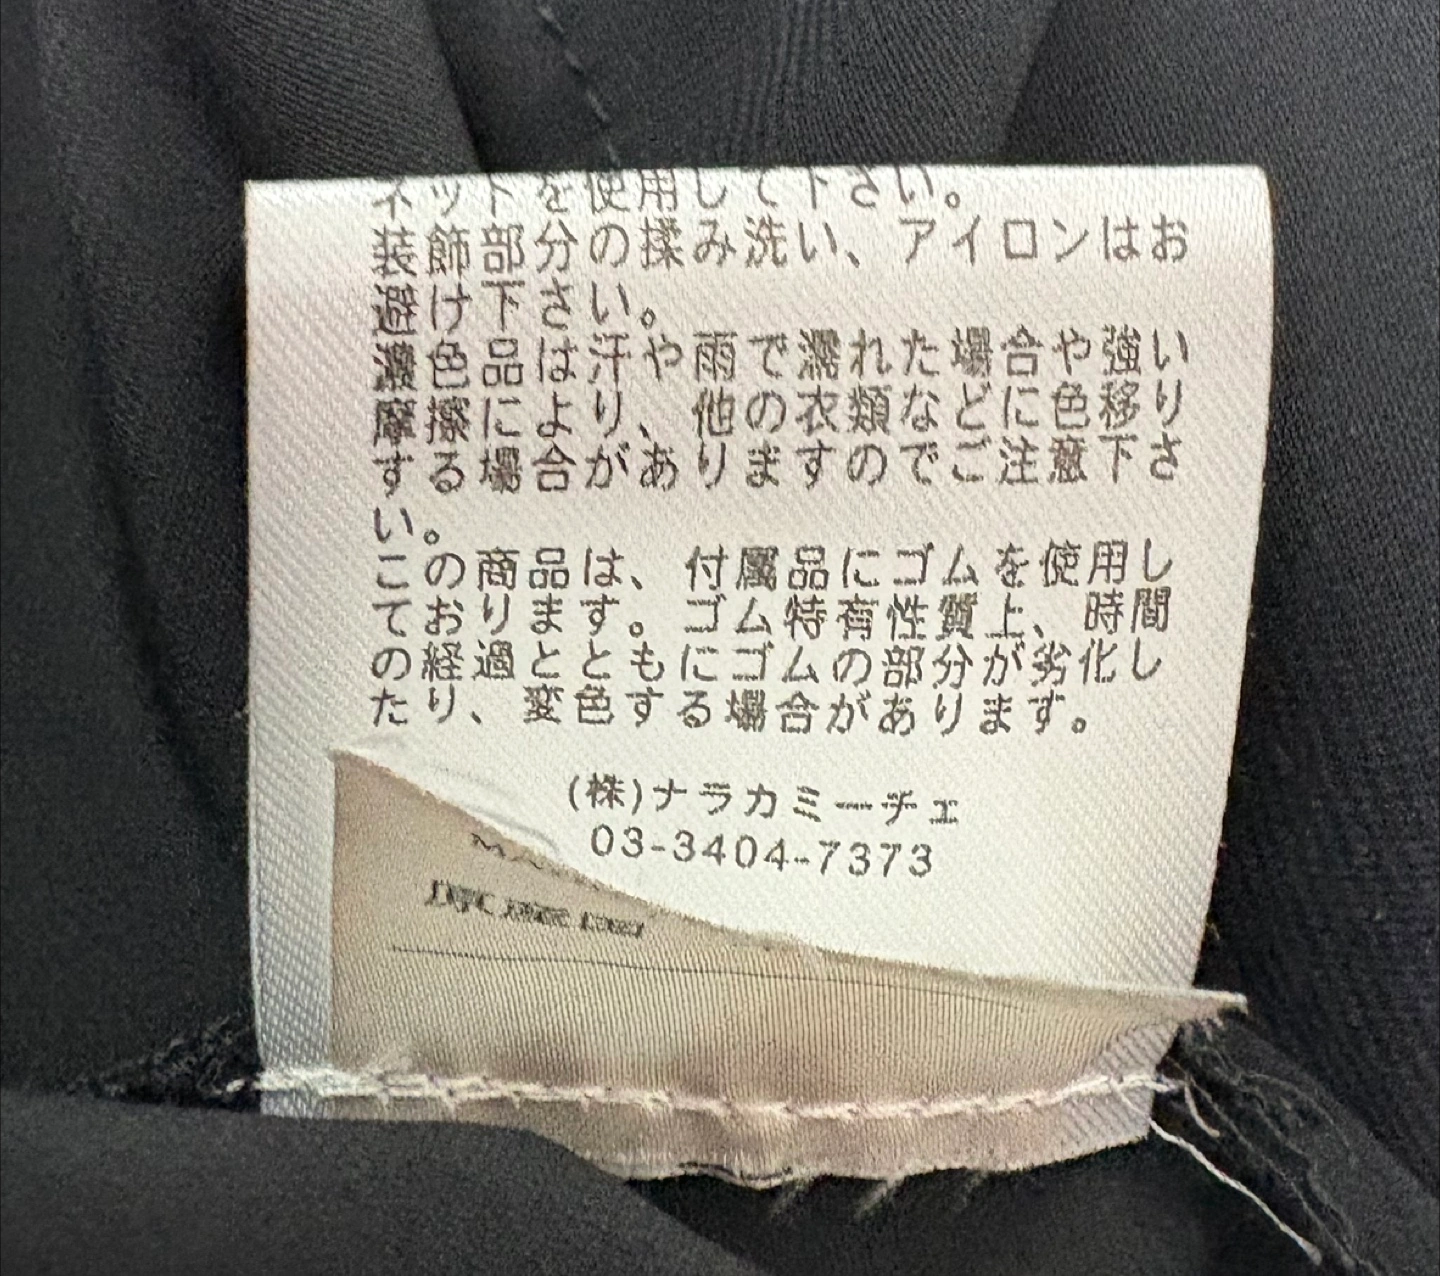 ネットを使用して下さい。
装飾部分の揉み洗い、アイロンはお
避け下さい。
濃色品は汗や雨で濡れた場合や強い
摩擦により、他の衣類などに色移り
する場合がありますのでご注意下さ
い。
この商品は、付属品にゴムを使用し
ております。ゴム特有性質上、時間
の経過とともにゴムの部分が劣化し
たり、変色する場合があります。
(株)ナラカミーチェ
03-3404-7373